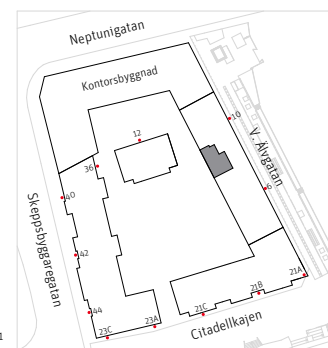 Neptunigatan
Kontorsbyggnad
12
10
36
V. Älvgatan
40
6
Skeppsbyggaregatan
42
21A
21B
44
21C
23A
23C
Citadellkajen
1